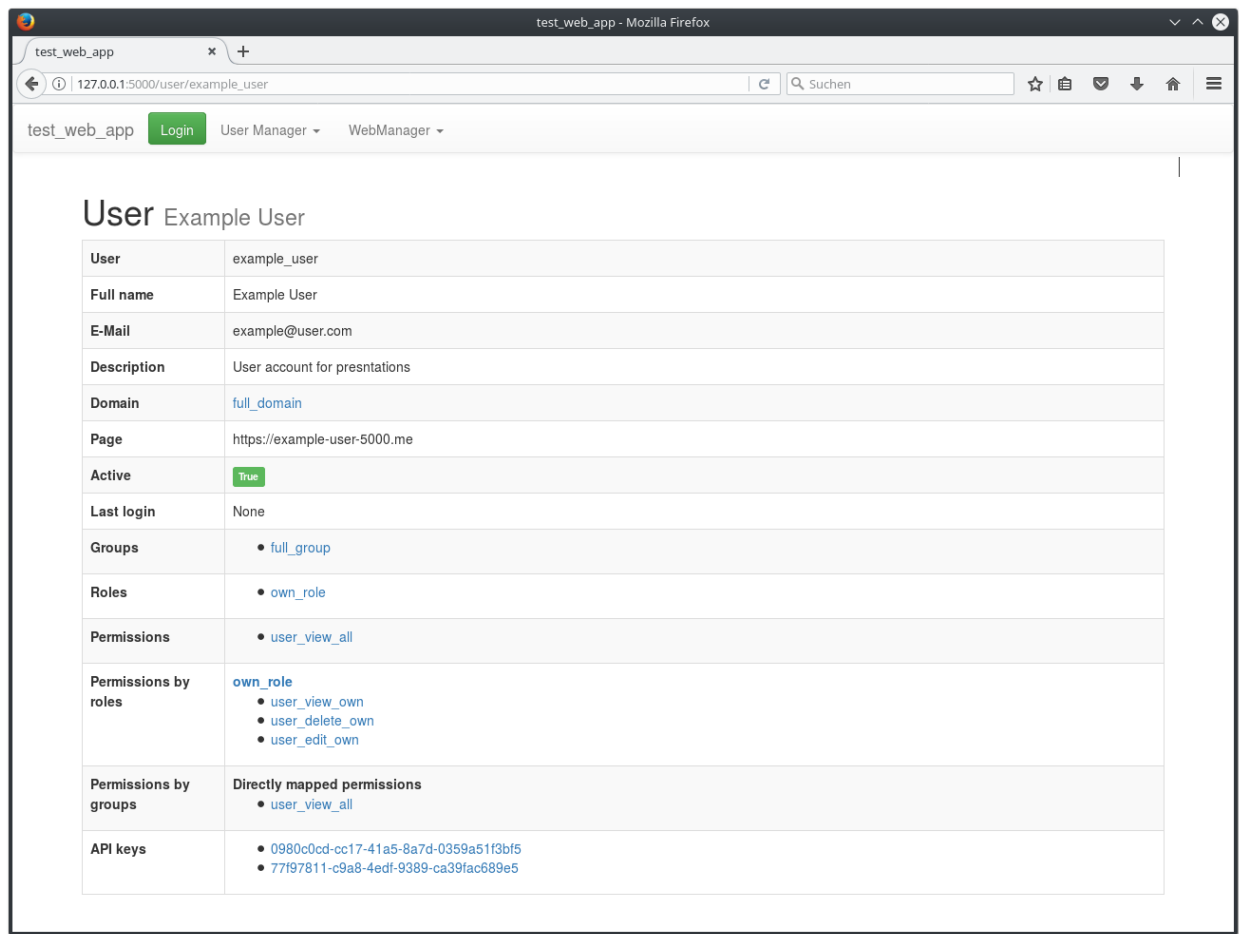 test_web_app - Mozilla Firefox
test_web_app
127.0.0.1:5000/user/example_user
Suchen
test_web_app Login User Manager WebManager
User Example User
User example_user
Full name Example User
E-Mail example@user.com
Description User account for presntations
Domain full_domain
Page https://example-user-5000.me
Active True
Last login None
Groups full_group
Roles own_role
Permissions user_view_all
Permissions by roles own_role
user_view_own
user_delete_own
user_edit_own
Permissions by groups Directly mapped permissions
user_view_all
API keys 0980c0cd-cc17-41a5-8a7d-0359a51f3bf5
77f97811-c9a8-4edf-9389-ca39fac689e5